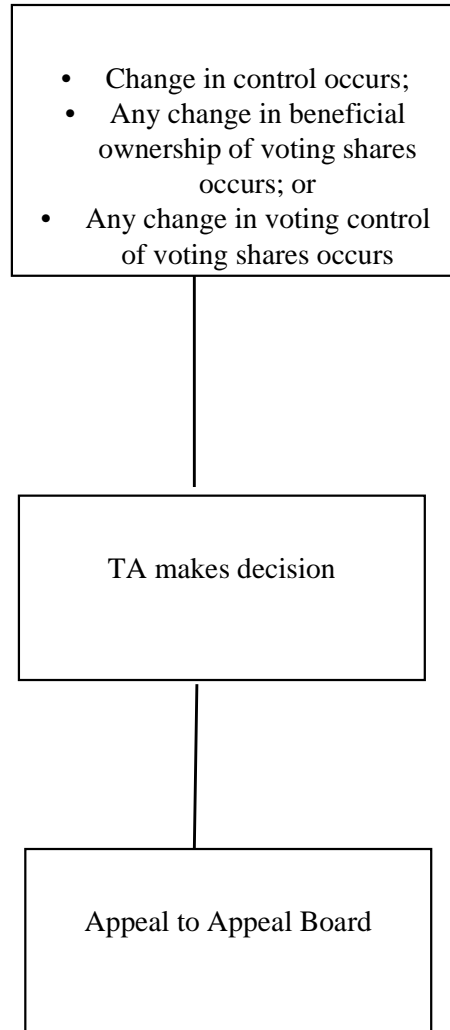 • Change in control occurs;
• Any change in beneficial
ownership of voting shares
occurs; or
• Any change in voting control
of voting shares occurs
TA makes decision
Appeal to Appeal Board